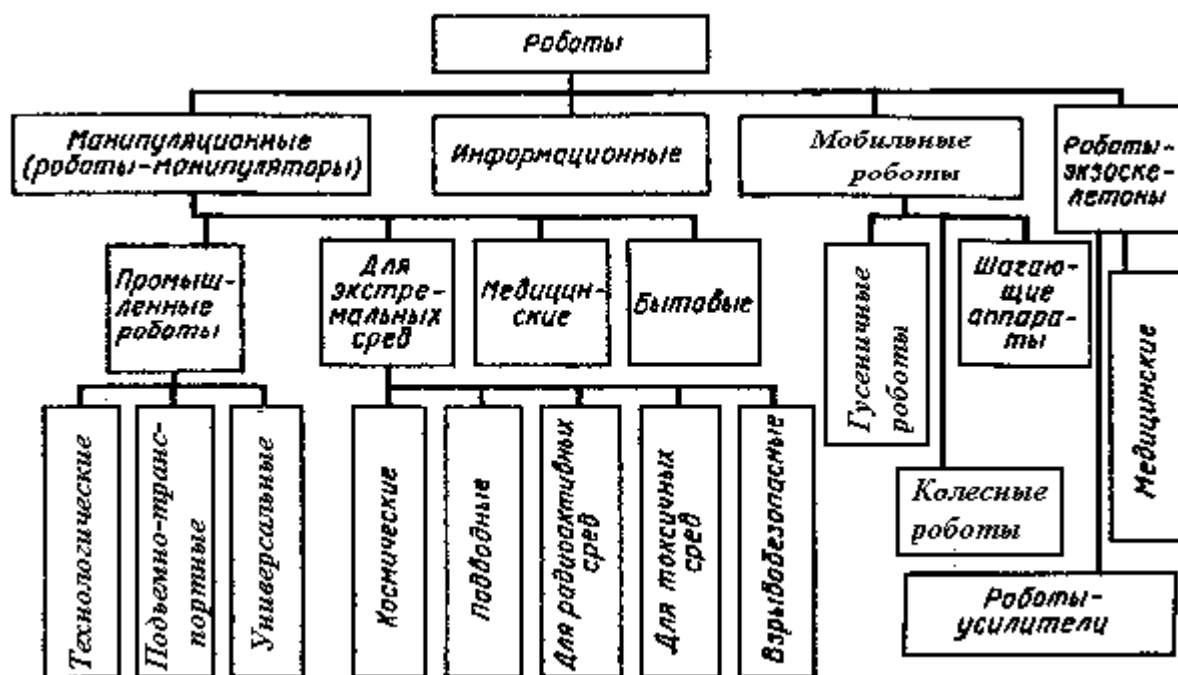 Роботы
Манипуляционные
(роботы-манипуляторы)
Информационные
Мобильные
роботы
Роботы-
экзоске-
летоны
Промыш-
ленные
роботы
Для
экстре-
мальных
сред
Медицин-
ские
Бытовые
Гусеничные
роботы
Шагаю-
щие
аппара-
ты
Медицинские
Колесные
роботы
Роботы-
усилители
Технологические
Подъемно-транс-
портные
Универсальные
Космические
Подводные
Для радиоактивных
сред
Для токсичных
сред
Взрывобезопасные